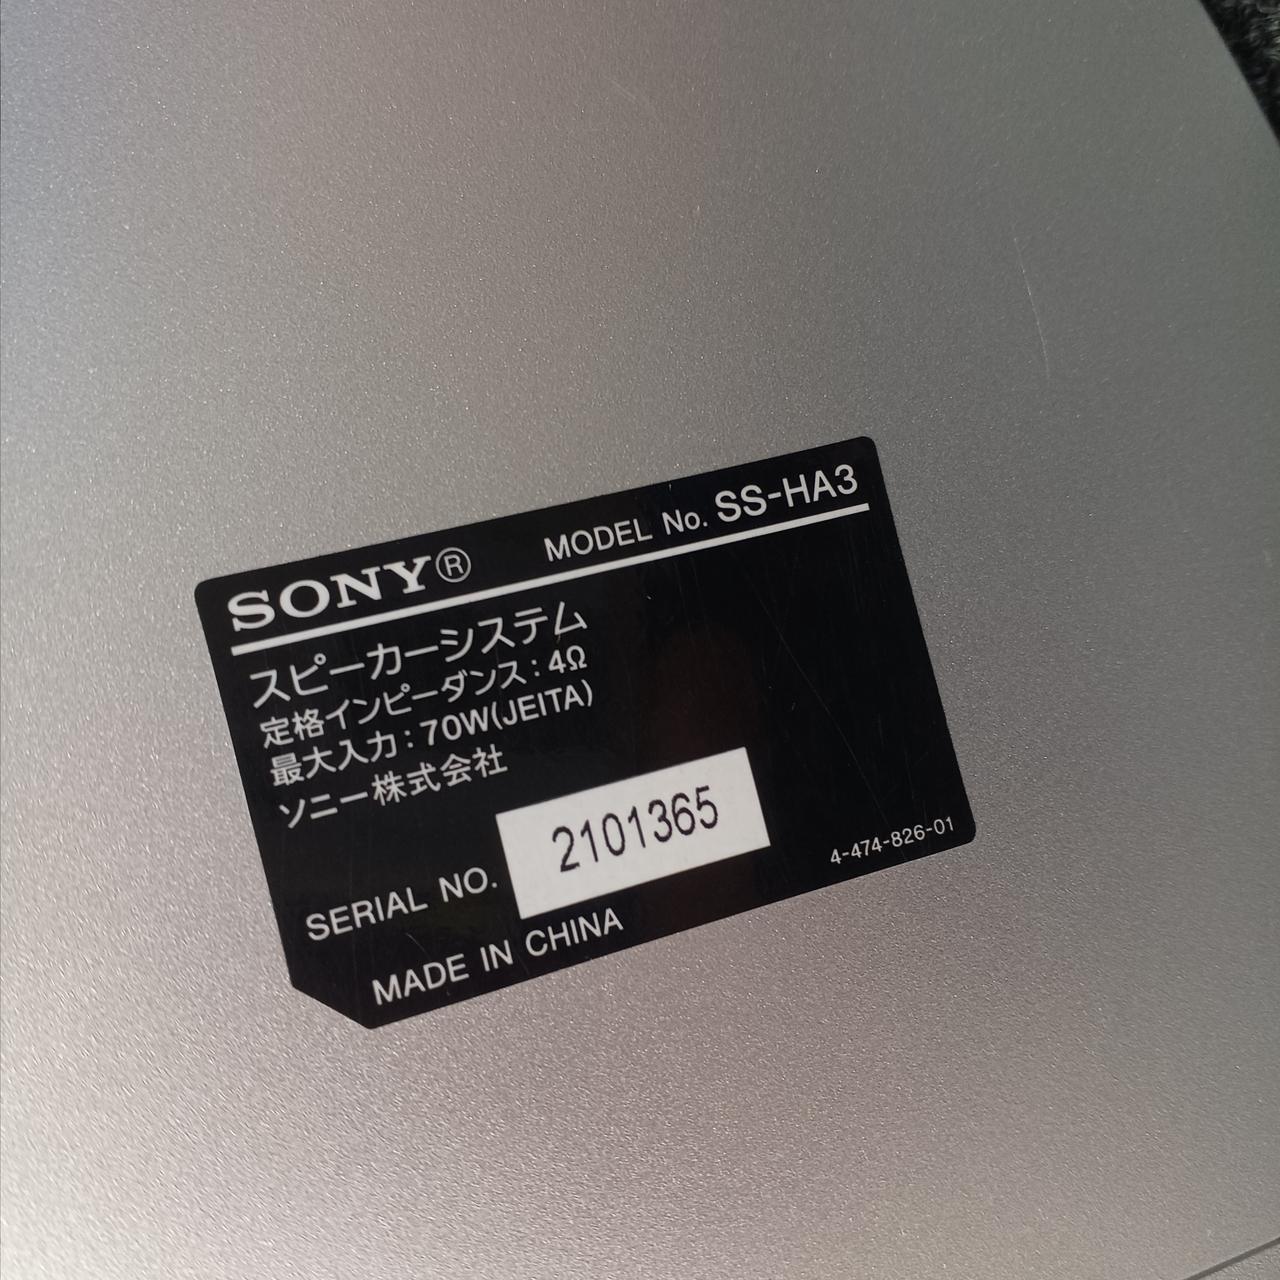 SONY® MODEL No. SS-HA3
スピーカーシステム
定格インピーダンス:4Ω
最大入力:70W(JEITA)
ソニー株式会社
SERIAL NO. 2101365
4-474-826-01
MADE IN CHINA